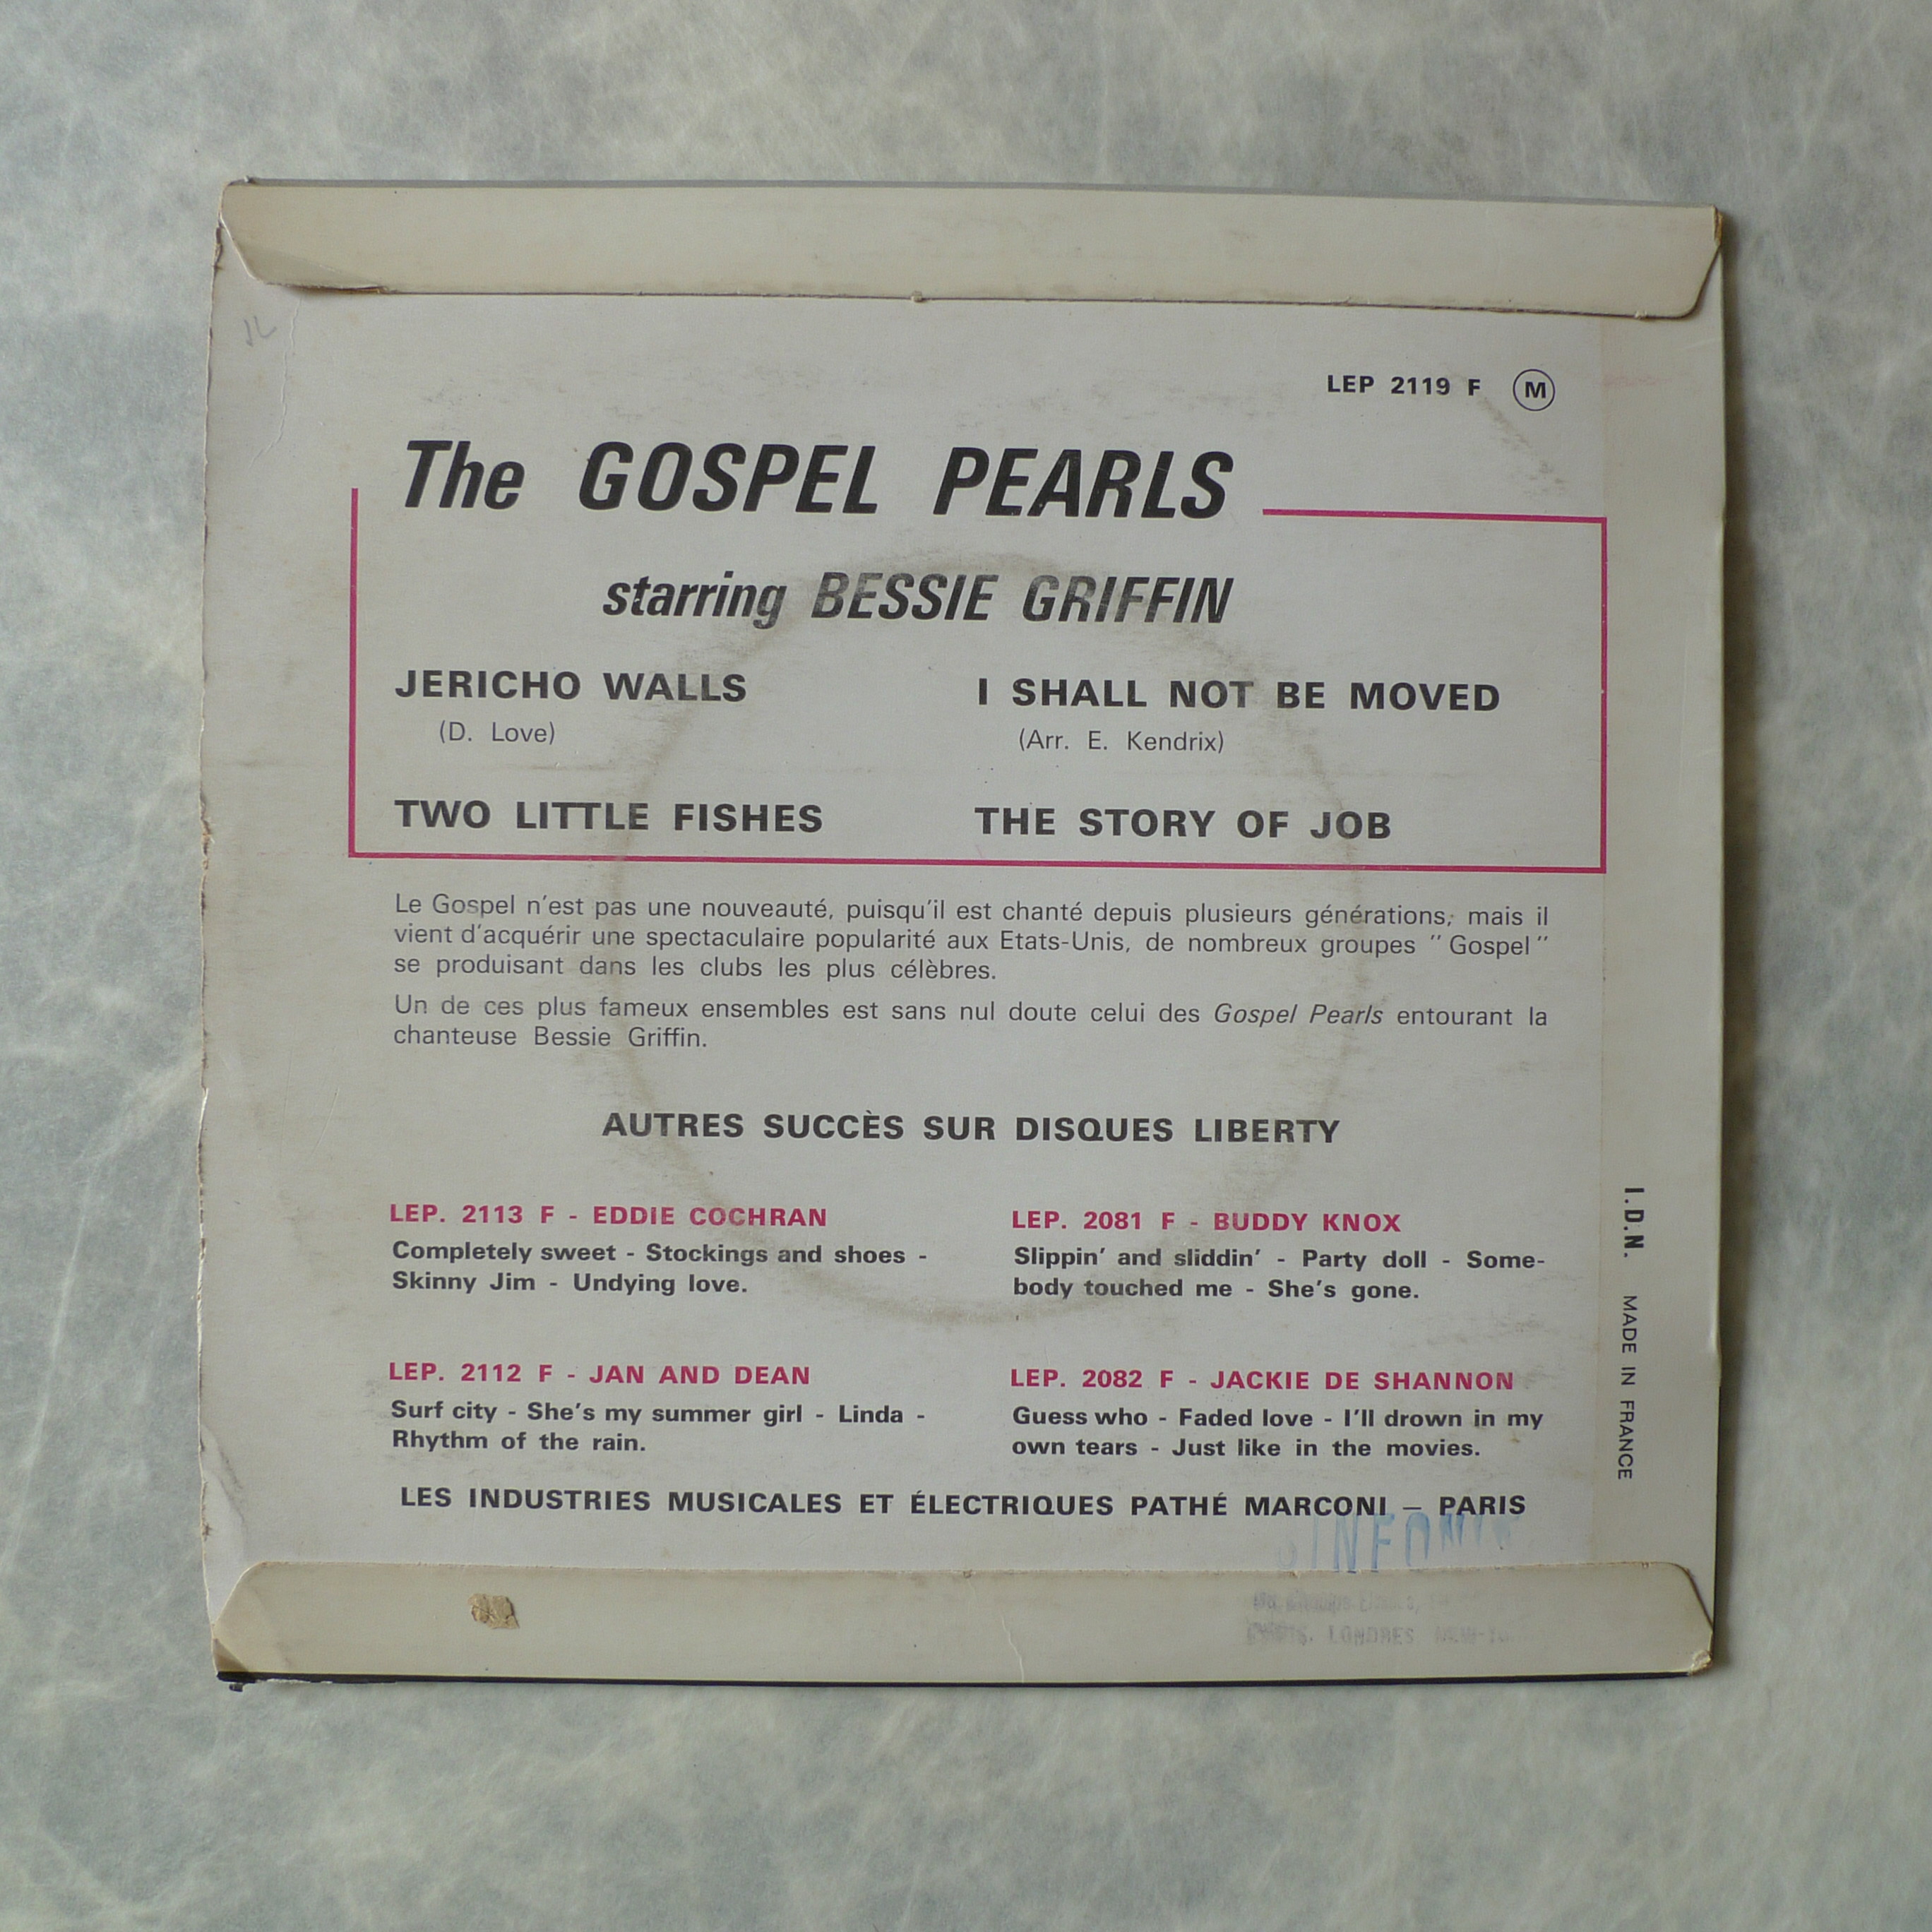 JL
LEP 2119 F M
The GOSPEL PEARLS
starring BESSIE GRIFFIN
JERICHO WALLS
(D. Love)
I SHALL NOT BE MOVED
(Arr. E. Kendrix)
TWO LITTLE FISHES
THE STORY OF JOB
Le Gospel n'est pas une nouveauté, puisqu'il est chanté depuis plusieurs générations, mais il
vient d'acquérir une spectaculaire popularité aux Etats-Unis, de nombreux groupes "Gospel"
se produisant dans les clubs les plus célèbres.
Un de ces plus fameux ensembles est sans nul doute celui des Gospel Pearls entourant la
chanteuse Bessie Griffin.
AUTRES SUCCÈS SUR DISQUES LIBERTY
LEP. 2113 F - EDDIE COCHRAN
Completely sweet - Stockings and shoes -
Skinny Jim - Undying love.
LEP. 2081 F - BUDDY KNOX
Slippin' and sliddin' - Party doll - Some-
body touched me - She's gone.
LEP. 2112 F - JAN AND DEAN
Surf city - She's my summer girl - Linda -
Rhythm of the rain.
LEP. 2082 F - JACKIE DE SHANNON
Guess who - Faded love - I'll drown in my
own tears - Just like in the movies.
LES INDUSTRIES MUSICALES ET ÉLECTRIQUES PATHÉ MARCONI – PARIS
I.D.N. MADE IN FRANCE
LONDRES